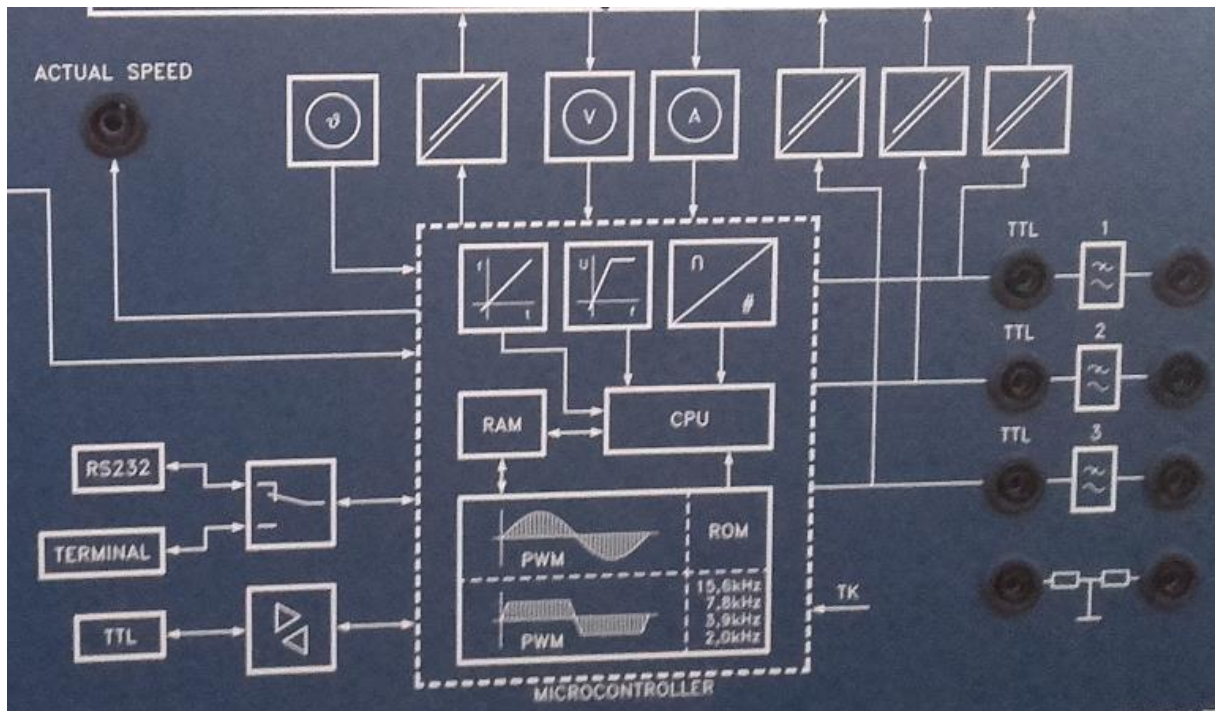 ACTUAL SPEED
ϑ
V
A
TTL
1
f
t
U
f
n
#
TTL
2
RAM
CPU
TTL
3
RS232
TERMINAL
PWM
ROM
15,6kHz
7,8kHz
3,9kHz
2,0kHz
TK
TTL
PWM
MICROCONTROLLER